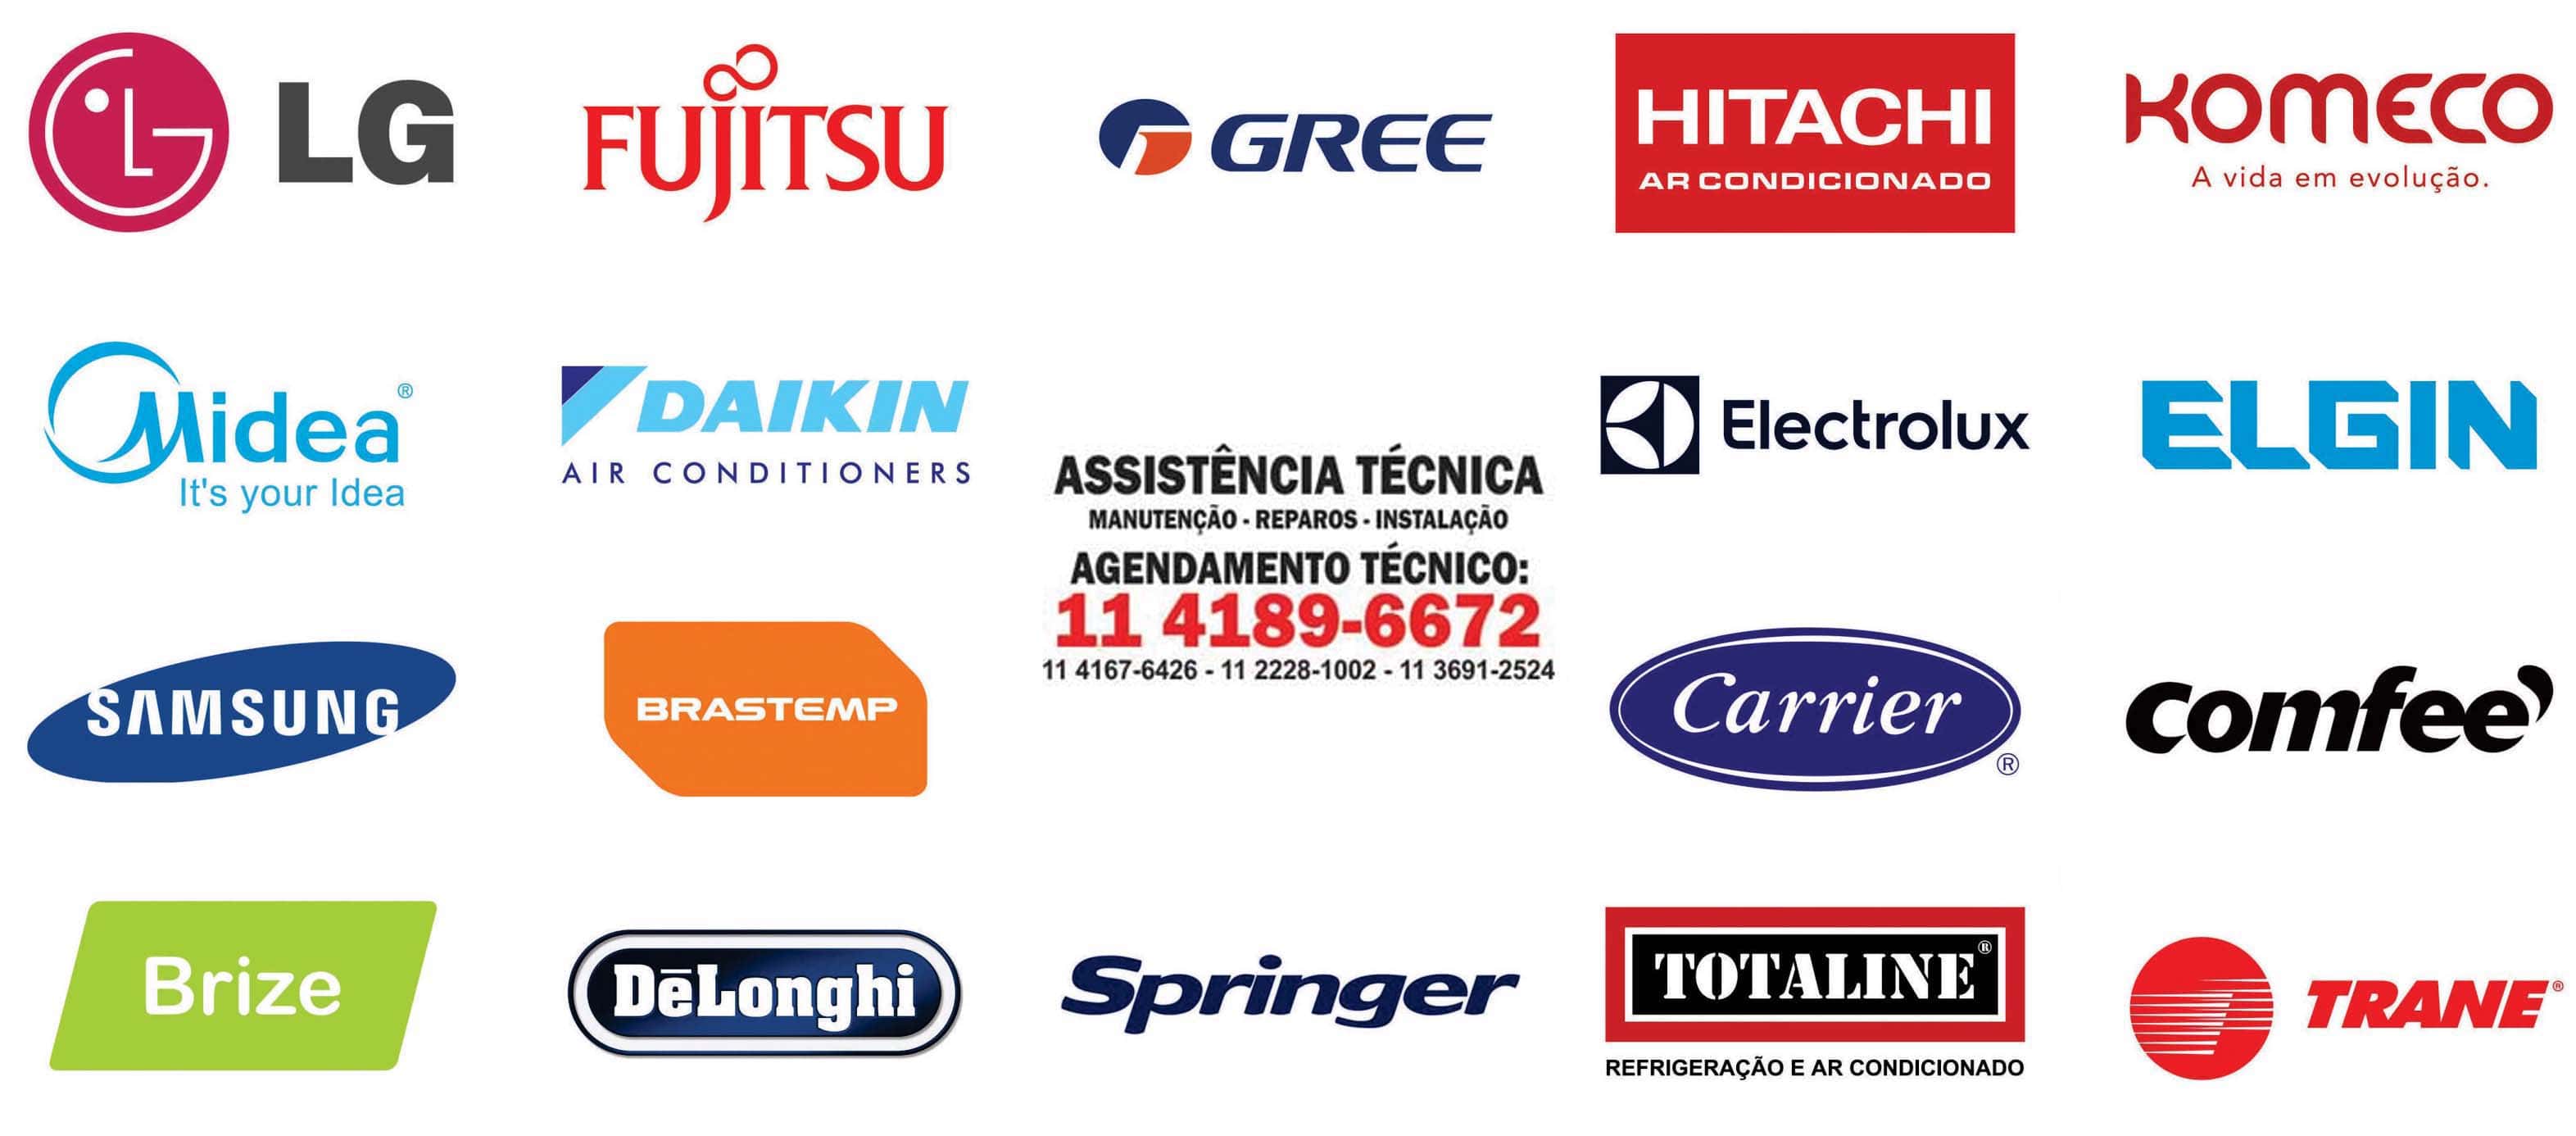 LG
FUJITSU
GREE
HITACHI
AR CONDICIONADO
KOMECO
A vida em evolução.
Midea®
It's your Idea
DAIKIN
AIR CONDITIONERS
ASSISTÊNCIA TÉCNICA
MANUTENÇÃO - REPAROS - INSTALAÇÃO
AGENDAMENTO TÉCNICO:
11 4189-6672
11 4167-6426 - 11 2228-1002 - 11 3691-2524
Electrolux
ELGIN
SAMSUNG
BRASTEMP
Carrier
®
comfee'
Brize
DēLonghi
Springer
TOTALINE®
REFRIGERAÇÃO E AR CONDICIONADO
TRANE®